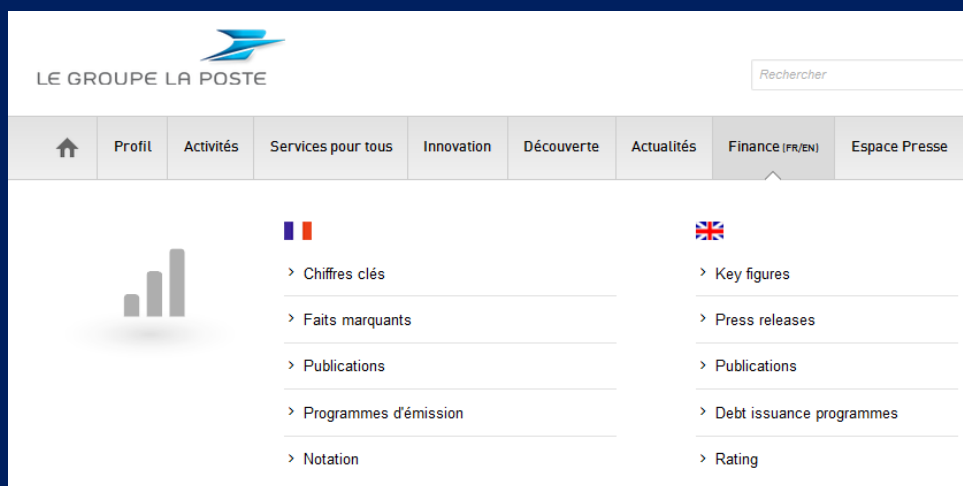 LE GROUPE LA POSTE
Rechercher
Profil Activités Services pour tous Innovation Découverte Actualités Finance (FR/EN) Espace Presse
Chiffres clés
Faits marquants
Publications
Programmes d'émission
Notation
Key figures
Press releases
Publications
Debt issuance programmes
Rating